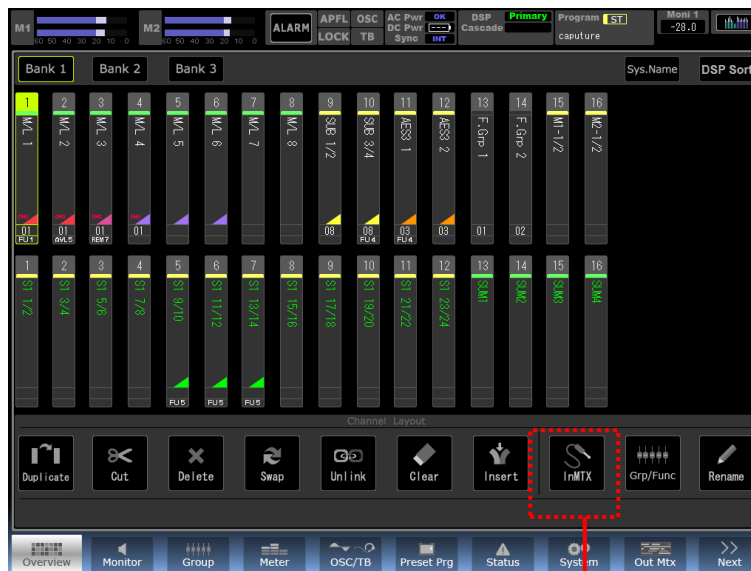 M1 60 50 40 30 20 10 0 M2 60 50 40 30 20 10 0 ALARM APFL OSC AC Pwr OK DSP Primary Program ST Moni 1
LOCK TB DC Pwr Cascade caputure -28.0
Sync INT
Bank 1 Bank 2 Bank 3 Sys.Name DSP Sort
1 2 3 4 5 6 7 8 9 10 11 12 13 14 15 16
M/L 1 M/L 2 M/L 3 M/L 4 M/L 5 M/L 6 M/L 7 M/L 8 SUB 1/2 SUB 3/4 AES3 1 AES3 2 F.Grp 1 F.Grp 2 M1-1/2 M2-1/2
01 01 01 01 08 08 03 03 01 02
FU1 AVL5 REM7 FU4 FU4
1 2 3 4 5 6 7 8 9 10 11 12 13 14 15 16
S1 1/2 S1 3/4 S1 5/6 S1 7/8 S1 9/10 S1 11/12 S1 13/14 S1 15/16 S1 17/18 S1 19/20 S1 21/22 S1 23/24 SUM1 SUM2 SUM3 SUM4
FU5 FU5 FU5
Channel Layout
Duplicate Cut Delete Swap Unlink Clear Insert InMTX Grp/Func Rename
Overview Monitor Group Meter OSC/TB Preset Prg Status System Out Mtx Next